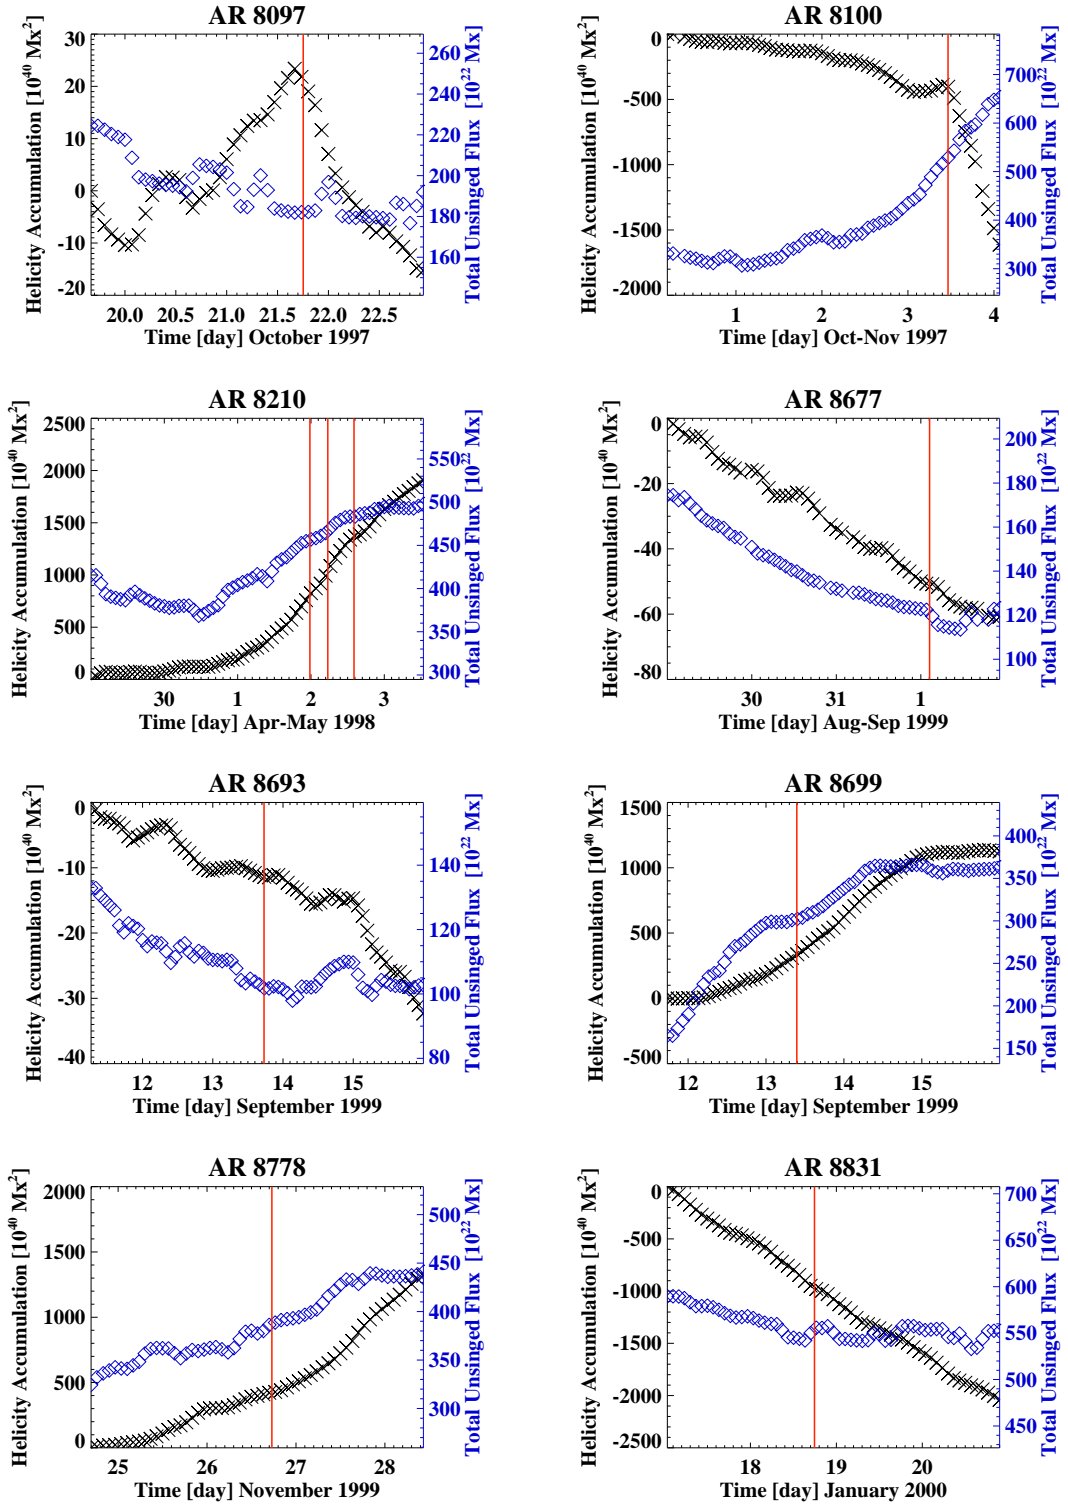 AR 8097
Helicity Accumulation [10^40 Mx^2]
30
20
10
0
-10
-20
260
240
220
200
180
160
Total Unsinged Flux [10^22 Mx]
20.0 20.5 21.0 21.5 22.0 22.5
Time [day] October 1997
AR 8100
Helicity Accumulation [10^40 Mx^2]
0
-500
-1000
-1500
-2000
700
600
500
400
300
Total Unsinged Flux [10^22 Mx]
1 2 3 4
Time [day] Oct-Nov 1997
AR 8210
Helicity Accumulation [10^40 Mx^2]
2500
2000
1500
1000
500
0
550
500
450
400
350
300
Total Unsinged Flux [10^22 Mx]
30 1 2 3
Time [day] Apr-May 1998
AR 8677
Helicity Accumulation [10^40 Mx^2]
0
-20
-40
-60
-80
200
180
160
140
120
100
Total Unsinged Flux [10^22 Mx]
30 31 1
Time [day] Aug-Sep 1999
AR 8693
Helicity Accumulation [10^40 Mx^2]
0
-10
-20
-30
-40
140
120
100
80
Total Unsinged Flux [10^22 Mx]
12 13 14 15
Time [day] September 1999
AR 8699
Helicity Accumulation [10^40 Mx^2]
1500
1000
500
0
-500
400
350
300
250
200
150
Total Unsinged Flux [10^22 Mx]
12 13 14 15
Time [day] September 1999
AR 8778
Helicity Accumulation [10^40 Mx^2]
2000
1500
1000
500
0
500
450
400
350
300
Total Unsinged Flux [10^22 Mx]
25 26 27 28
Time [day] November 1999
AR 8831
Helicity Accumulation [10^40 Mx^2]
0
-500
-1000
-1500
-2000
-2500
700
650
600
550
500
450
Total Unsinged Flux [10^22 Mx]
18 19 20
Time [day] January 2000